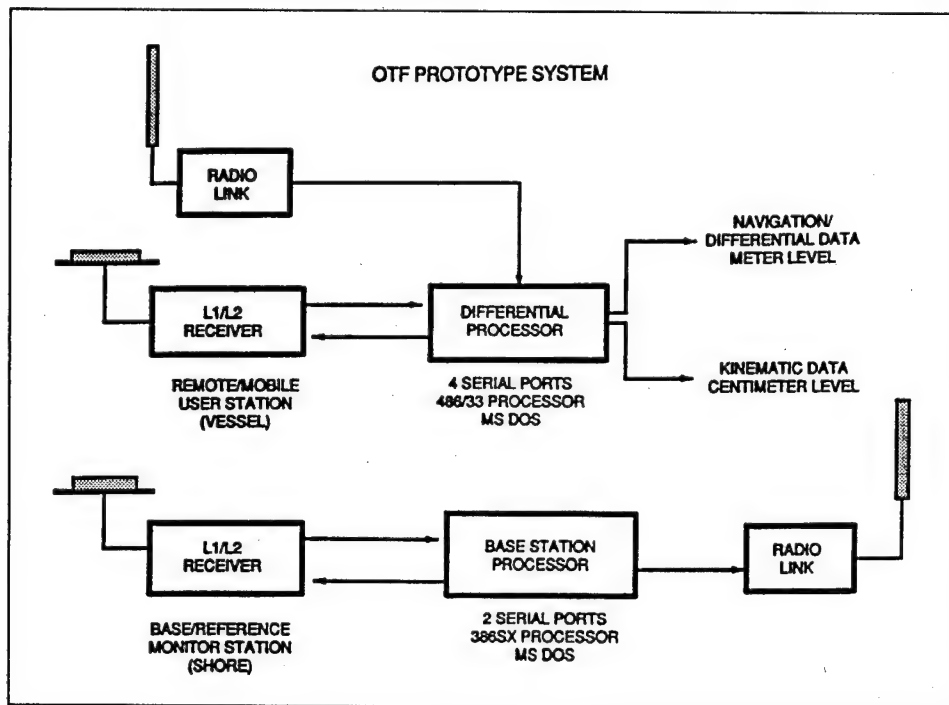 OTF PROTOTYPE SYSTEM
RADIO
LINK
NAVIGATION/
DIFFERENTIAL DATA
METER LEVEL
L1/L2
RECEIVER
DIFFERENTIAL
PROCESSOR
KINEMATIC DATA
CENTIMETER LEVEL
REMOTE/MOBILE
USER STATION
(VESSEL)
4 SERIAL PORTS
486/33 PROCESSOR
MS DOS
L1/L2
RECEIVER
BASE STATION
PROCESSOR
RADIO
LINK
BASE/REFERENCE
MONITOR STATION
(SHORE)
2 SERIAL PORTS
386SX PROCESSOR
MS DOS